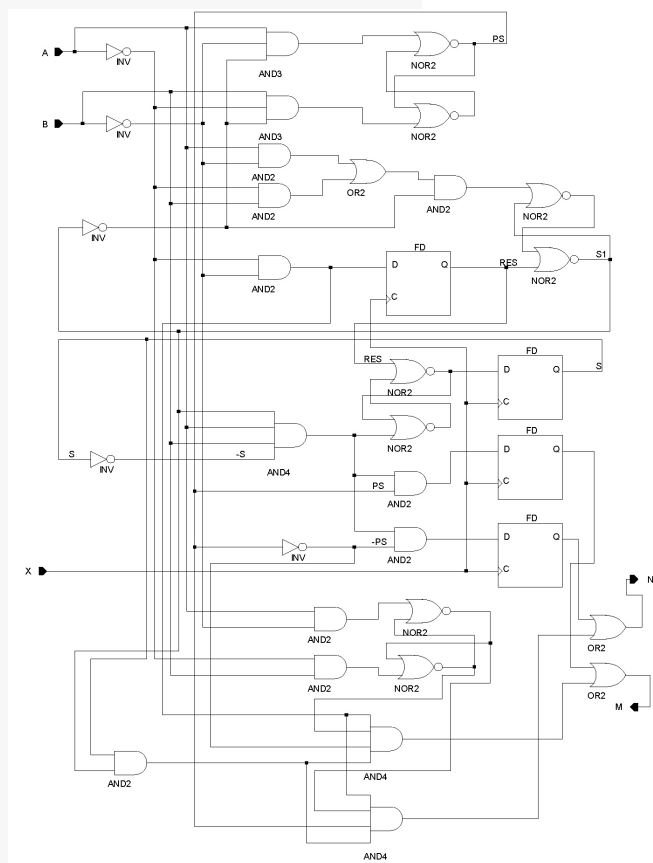 PS
A
INV
NOR2
AND3
B
INV
NOR2
AND3
AND2
OR2
AND2
AND2
NOR2
INV
FD
S1
D
Q
RES
NOR2
AND2
C
FD
RES
D
Q
S
NOR2
C
FD
S
-S
D
Q
INV
NOR2
AND4
PS
C
AND2
FD
-PS
D
Q
INV
AND2
X
C
N
AND2
NOR2
OR2
AND2
NOR2
OR2
M
AND4
AND2
AND4